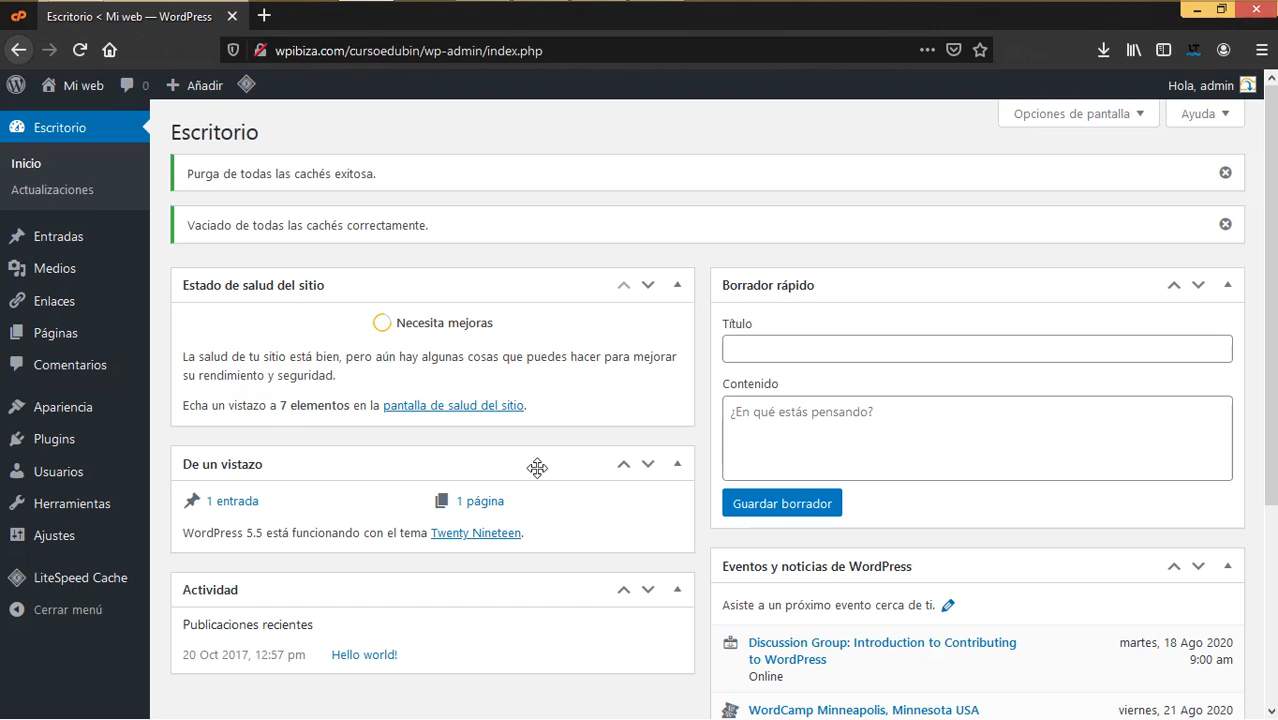 Escritorio < Mi web — WordPress
wpibiza.com/cursoedubin/wp-admin/index.php
Mi web
0
Añadir
Hola, admin
Escritorio
Inicio
Actualizaciones
Entradas
Medios
Enlaces
Páginas
Comentarios
Apariencia
Plugins
Usuarios
Herramientas
Ajustes
LiteSpeed Cache
Cerrar menú
Opciones de pantalla
Ayuda
Escritorio
Purga de todas las cachés exitosa.
Vaciado de todas las cachés correctamente.
Estado de salud del sitio
Necesita mejoras
La salud de tu sitio está bien, pero aún hay algunas cosas que puedes hacer para mejorar
su rendimiento y seguridad.
Echa un vistazo a 7 elementos en la pantalla de salud del sitio.
De un vistazo
1 entrada
1 página
WordPress 5.5 está funcionando con el tema Twenty Nineteen.
Actividad
Publicaciones recientes
20 Oct 2017, 12:57 pm
Hello world!
Borrador rápido
Título
Contenido
¿En qué estás pensando?
Guardar borrador
Eventos y noticias de WordPress
Asiste a un próximo evento cerca de ti.
Discussion Group: Introduction to Contributing
to WordPress
Online
martes, 18 Ago 2020
9:00 am
WordCamp Minneapolis, Minnesota USA
viernes, 21 Ago 2020